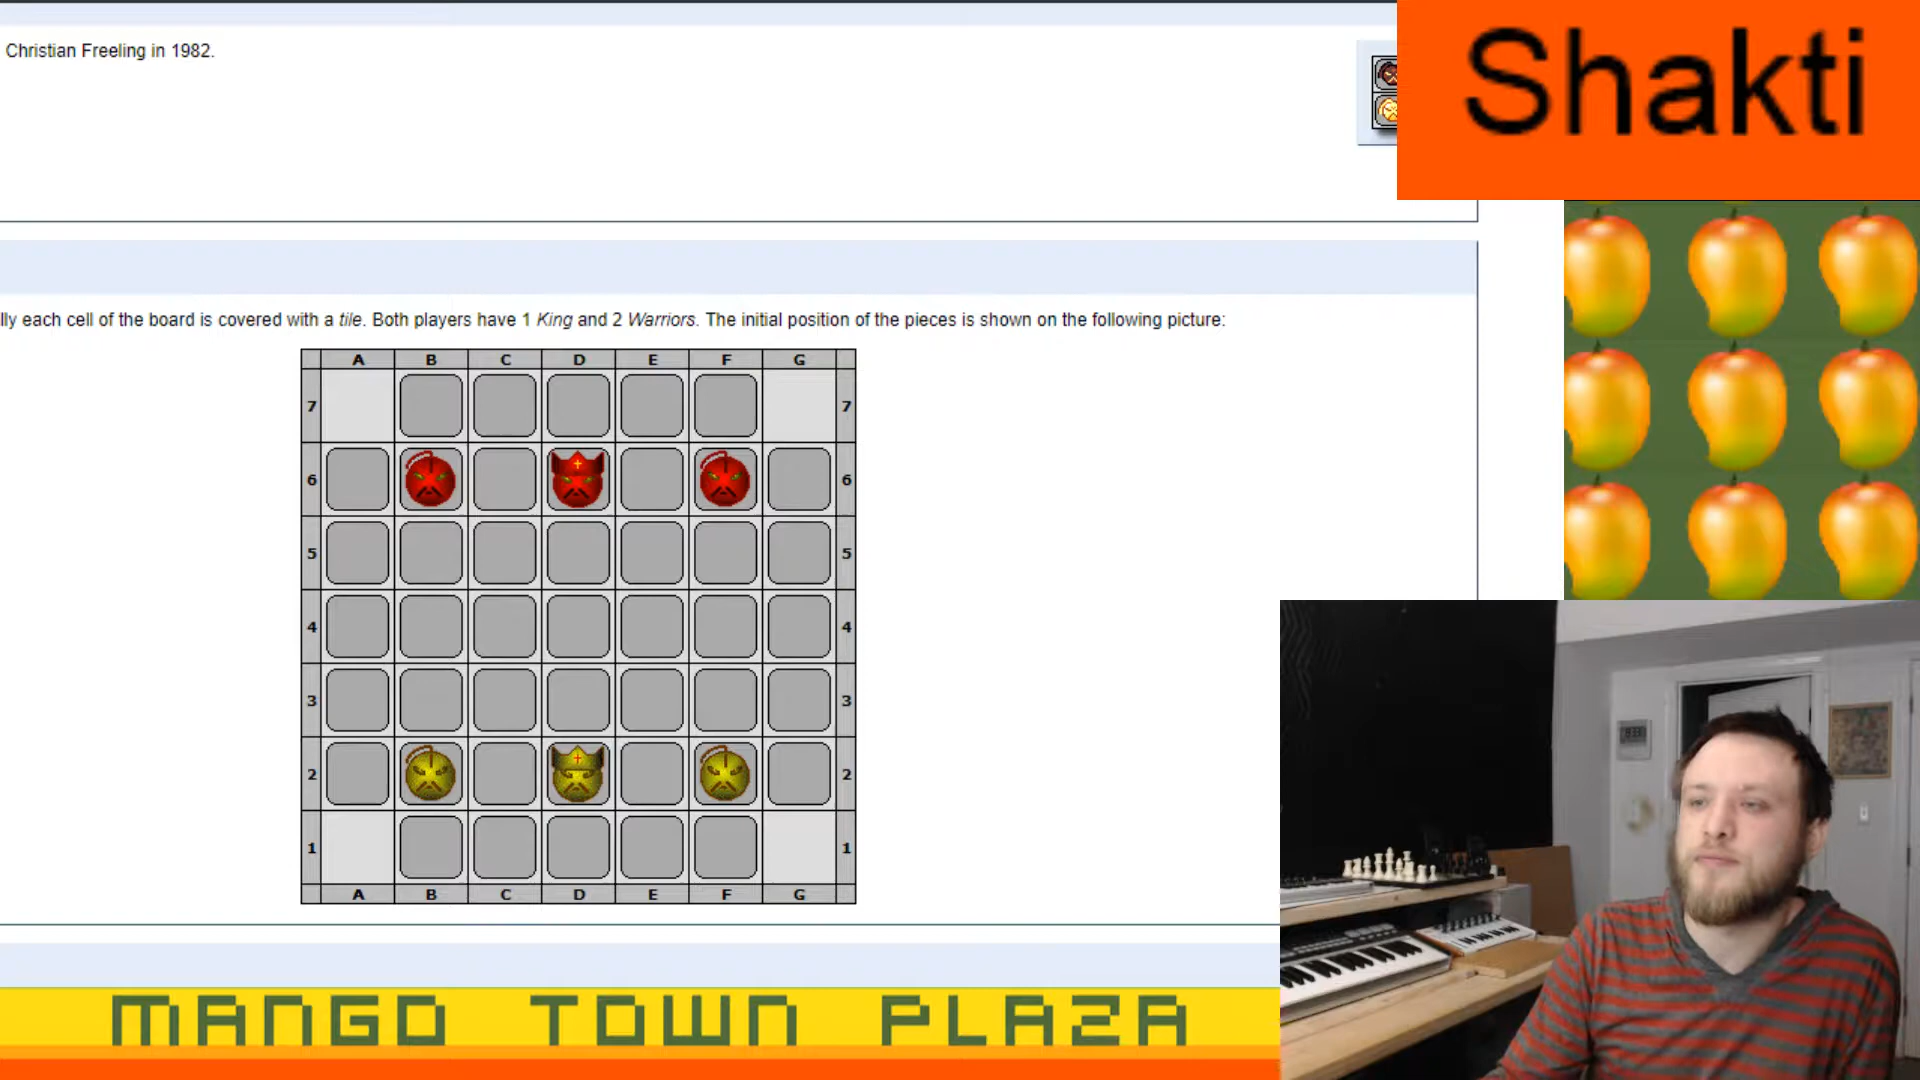 Christian Freeling in 1982.
Shakti
lly each cell of the board is covered with a tile. Both players have 1 King and 2 Warriors. The initial position of the pieces is shown on the following picture:
A B C D E F G
7 7
6 6
5 5
4 4
3 3
2 2
1 1
A B C D E F G
MANGO TOWN PLAZA